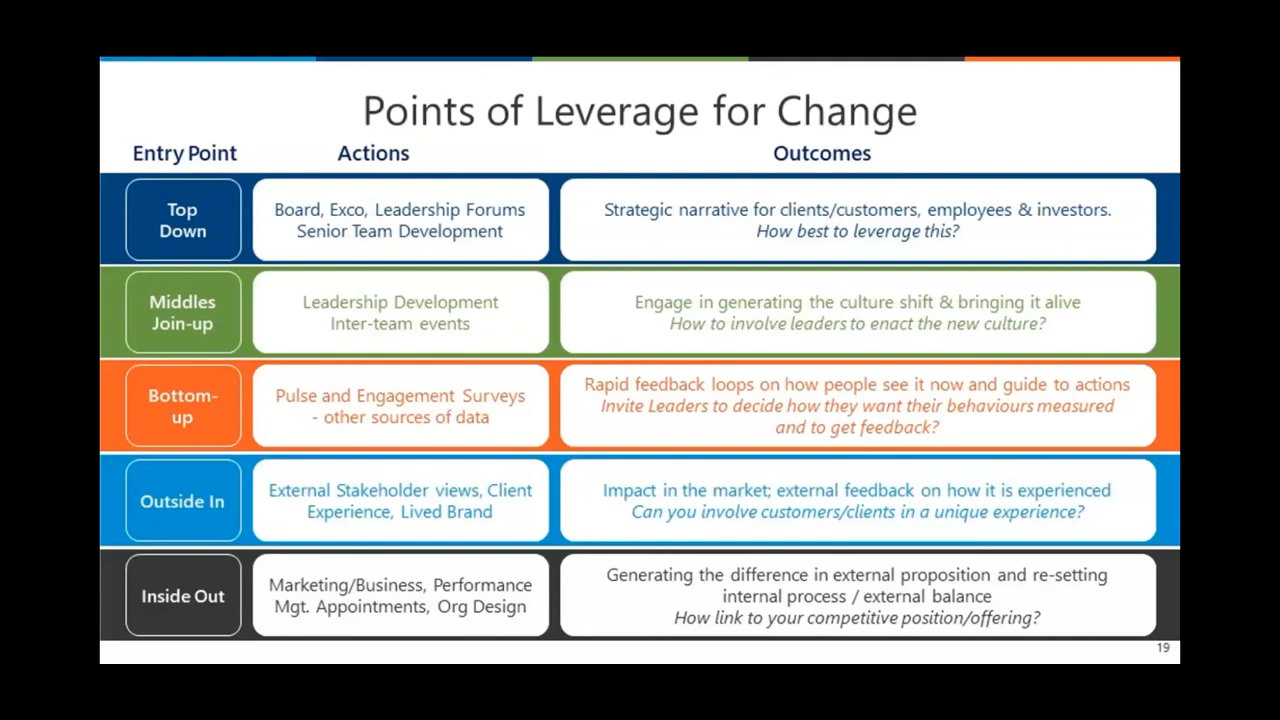 Points of Leverage for Change
Entry Point
Actions
Outcomes
Top
Down
Board, Exco, Leadership Forums
Senior Team Development
Strategic narrative for clients/customers, employees & investors.
How best to leverage this?
Middles
Join-up
Leadership Development
Inter-team events
Engage in generating the culture shift & bringing it alive
How to involve leaders to enact the new culture?
Bottom-
up
Pulse and Engagement Surveys
- other sources of data
Rapid feedback loops on how people see it now and guide to actions
Invite Leaders to decide how they want their behaviours measured
and to get feedback?
Outside In
External Stakeholder views, Client
Experience, Lived Brand
Impact in the market; external feedback on how it is experienced
Can you involve customers/clients in a unique experience?
Inside Out
Marketing/Business, Performance
Mgt. Appointments, Org Design
Generating the difference in external proposition and re-setting
internal process / external balance
How link to your competitive position/offering?
19